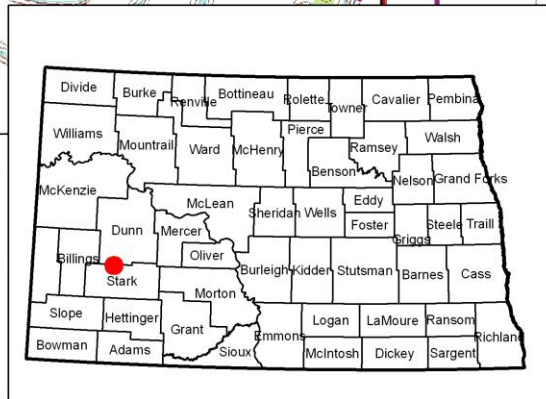 Divide Burke Renville Bottineau Rolette Towner Cavalier Pembina
Williams Mountrail Ward McHenry Pierce Ramsey Walsh
Benson Nelson Grand Forks
McKenzie McLean Sheridan Wells Eddy
Foster Griggs Steele Traill
Dunn Mercer
Oliver
Billings Burleigh Kidder Stutsman Barnes Cass
Stark Morton
Slope Hettinger Grant Emmons Logan LaMoure Ransom Richland
Bowman Adams Sioux McIntosh Dickey Sargent